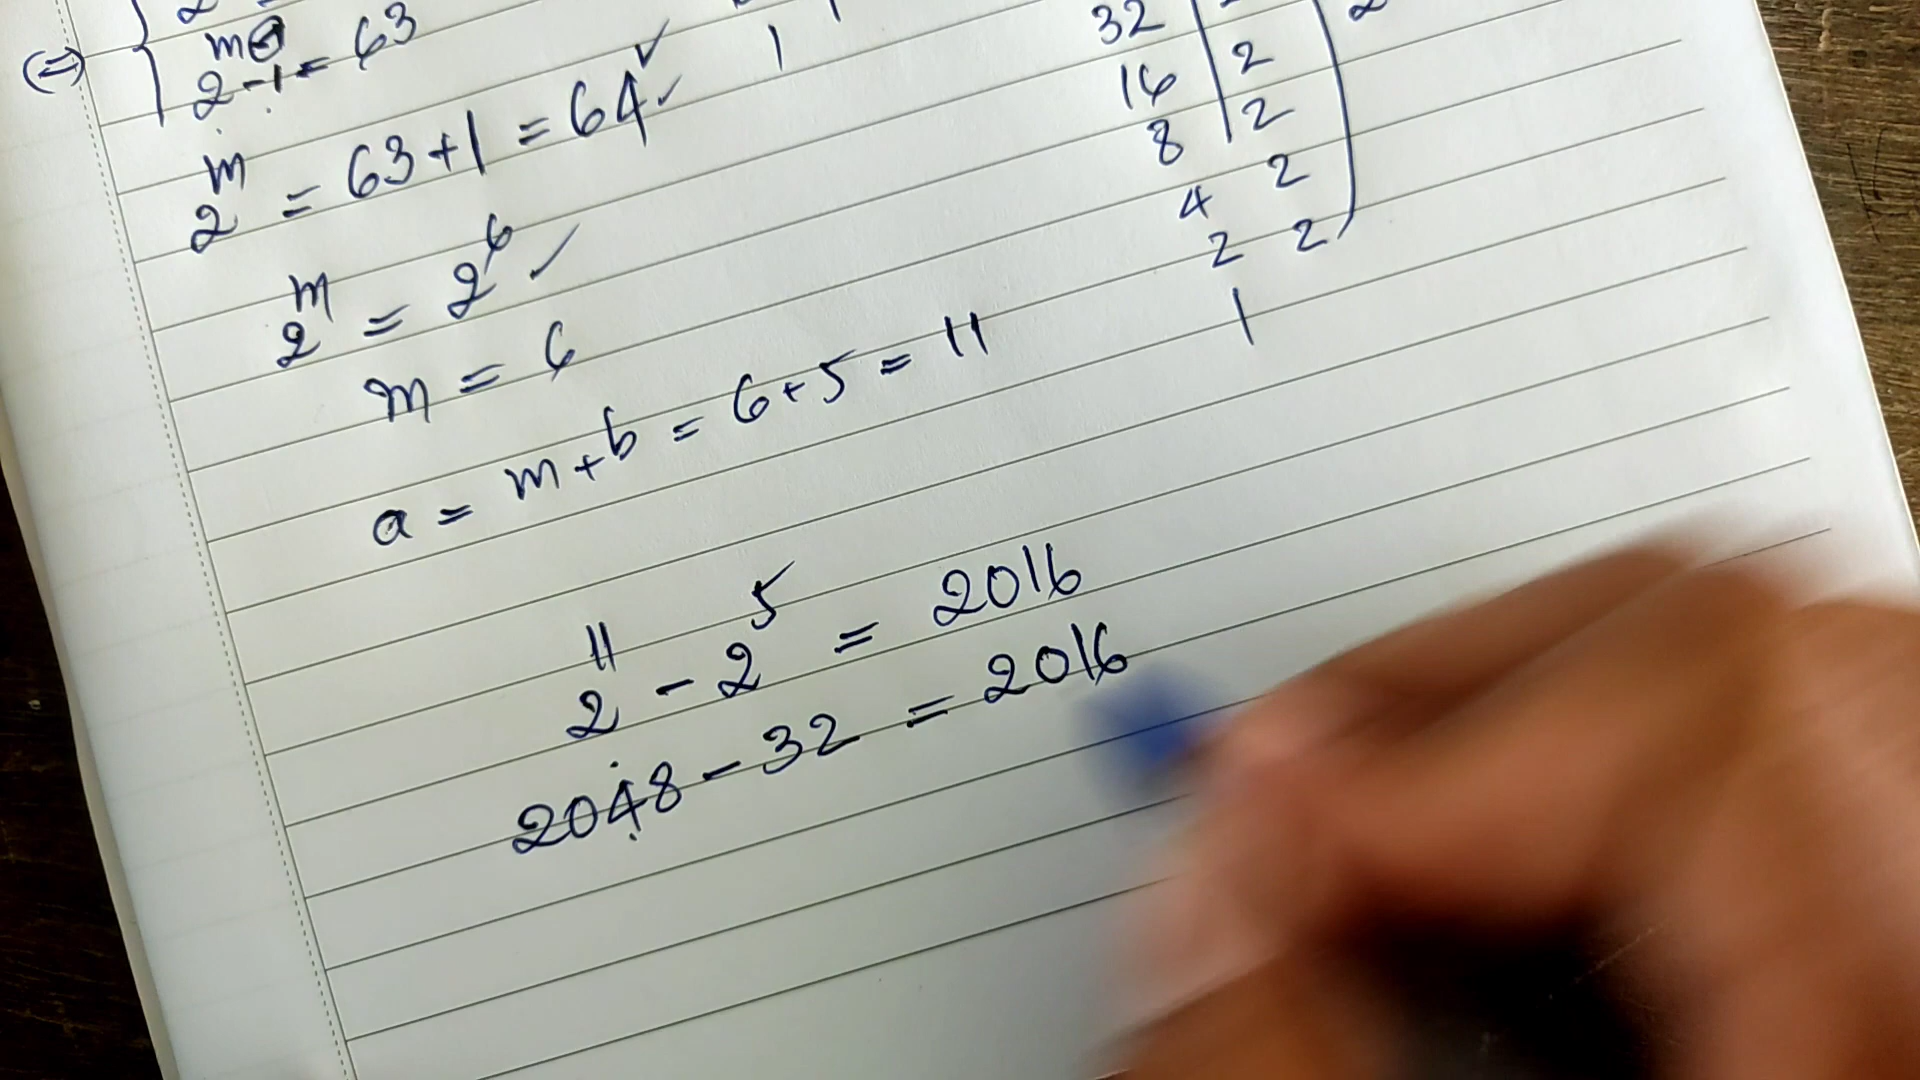 (⇔)
2^m - 1 = 63
2^m = 63 + 1 = 64 ✓✓
2^m = 2^6 ✓
m = 6
a = m + b = 6 + 5 = 11
2^11 - 2^5 = 2016
2048 - 32 = 2016
1
32
16 2
8 2
4 2
2 2
1